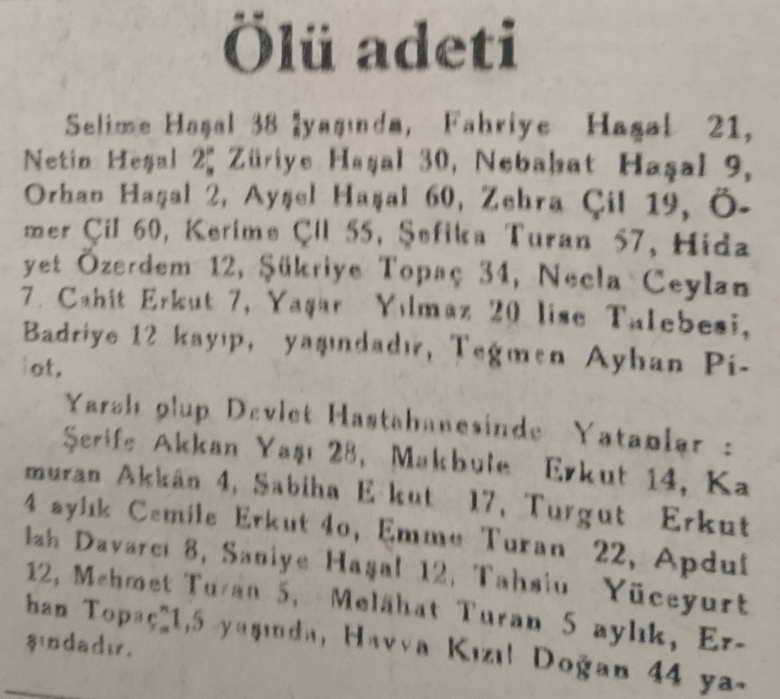 Ölü adeti
Selime Haşal 38 yaşında, Fahriye Haşal 21,
Netin Heşal 2, Züriye Haşal 30, Nebahat Haşal 9,
Orhan Haşal 2, Ayşel Haşal 60, Zehra Çil 19, Ö-
mer Çil 60, Kerime Çil 55, Şefika Turan 57, Hida
yet Özerdem 12, Şükriye Topaç 34, Necla Ceylan
7. Cahit Erkut 7, Yaşar Yılmaz 20 lise Talebesi,
Badriye 12 kayıp, yaşındadır, Teğmen Ayhan Pi-
lot.
Yaralı olup Devlet Hastahanesinde Yatanlar :
Şerife Akkan Yaşı 28, Makbule Erkut 14, Ka
muran Akkân 4, Sabiha E kut 17, Turgut Erkut
4 aylık Cemile Erkut 4o, Emme Turan 22, Apdul
lah Davarcı 8, Saniye Haşal 12, Tahsin Yüceyurt
12, Mehmet Turan 5, Melâhat Turan 5 aylık, Er-
han Topaç 1,5 yaşında, Havva Kızıl Doğan 44 ya-
şındadır.